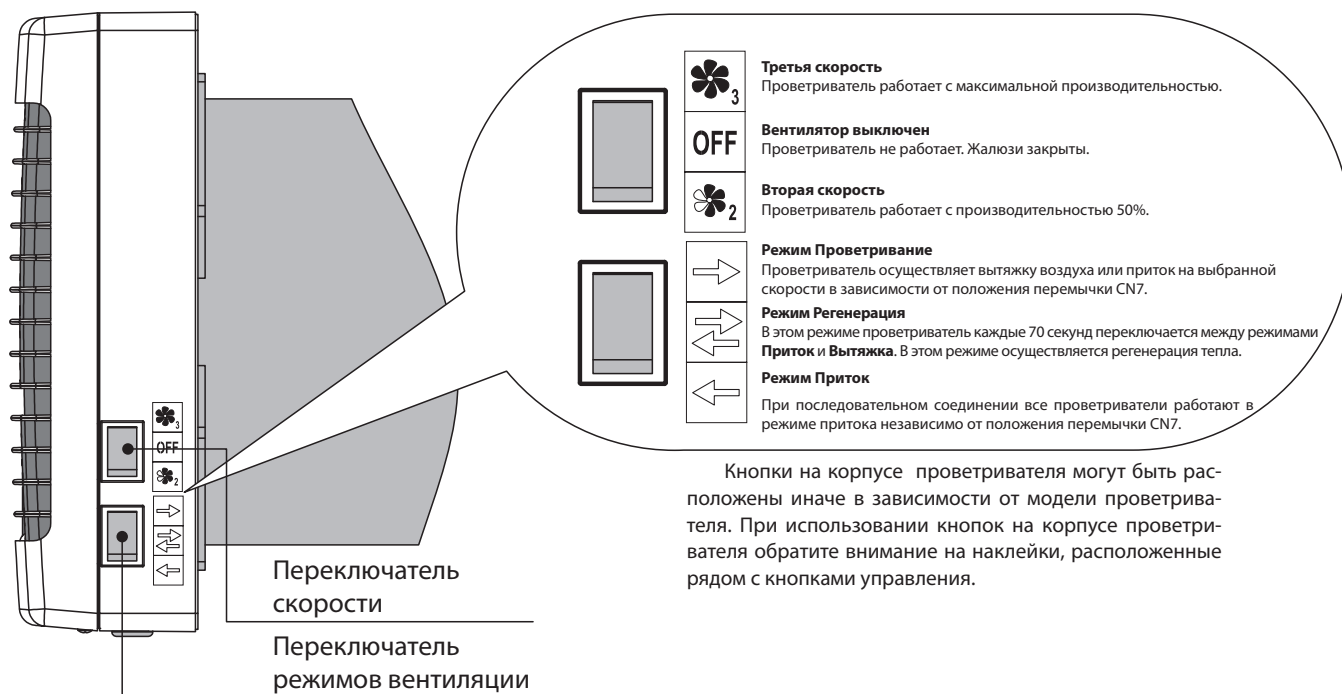 3
Третья скорость
Проветриватель работает с максимальной производительностью.
OFF
Вентилятор выключен
Проветриватель не работает. Жалюзи закрыты.
2
Вторая скорость
Проветриватель работает с производительностью 50%.
Режим Проветривание
Проветриватель осуществляет вытяжку воздуха или приток на выбранной
скорости в зависимости от положения перемычки CN7.
Режим Регенерация
В этом режиме проветриватель каждые 70 секунд переключается между режимами
Приток и Вытяжка. В этом режиме осуществляется регенерация тепла.
Режим Приток
При последовательном соединении все проветриватели работают в
режиме притока независимо от положения перемычки CN7.
3
OFF
2
Кнопки на корпусе проветривателя могут быть рас-
положены иначе в зависимости от модели проветрива-
теля. При использовании кнопок на корпусе проветри-
вателя обратите внимание на наклейки, расположенные
рядом с кнопками управления.
Переключатель
скорости
Переключатель
режимов вентиляции